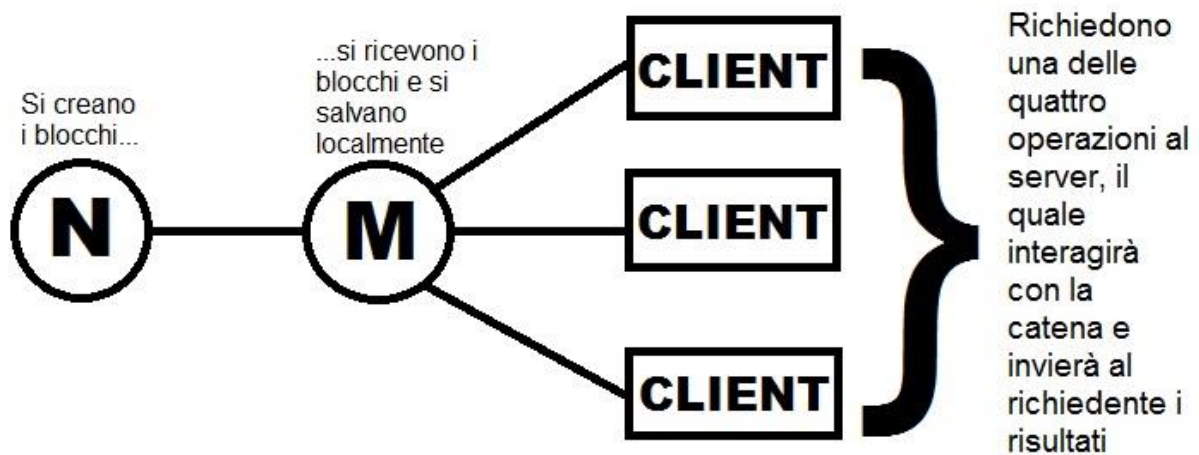 Si creano
i blocchi...
N
...si ricevono i
blocchi e si
salvano
localmente
M
CLIENT
CLIENT
CLIENT
Richiedono
una delle
quattro
operazioni al
server, il
quale
interagirà
con la
catena e
invierà al
richiedente i
risultati